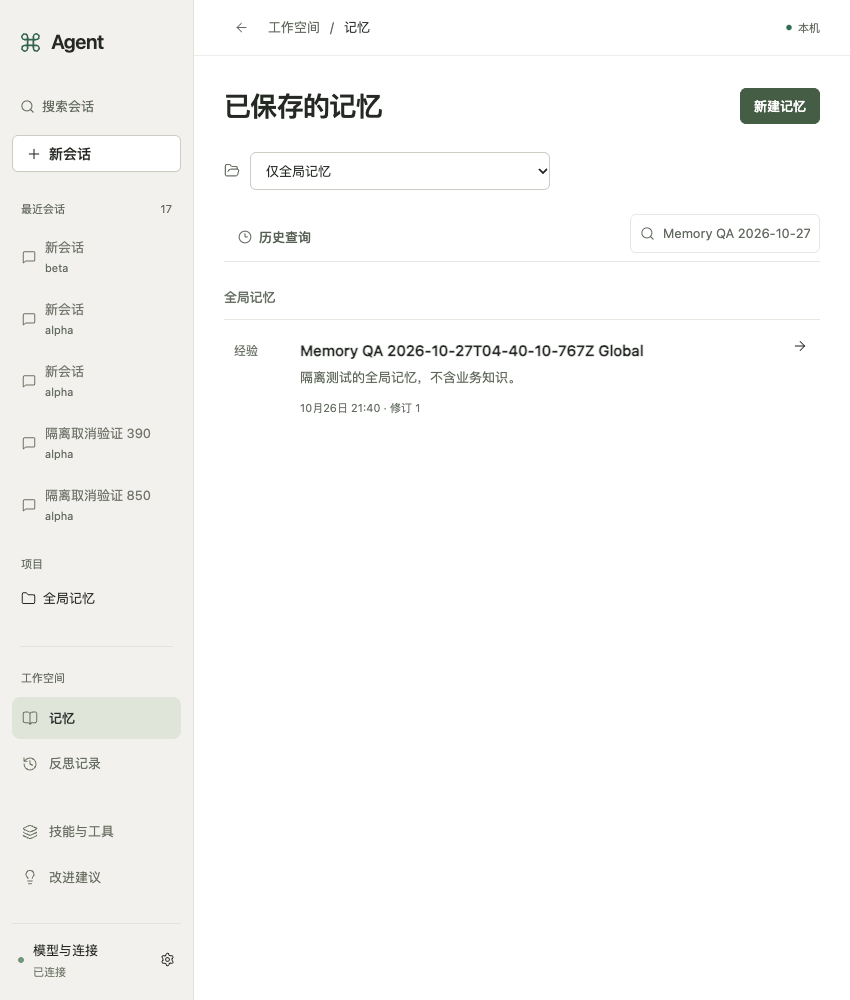 Agent
搜索会话
新会话
最近会话 17
新会话
beta
新会话
alpha
新会话
alpha
隔离取消验证 390
alpha
隔离取消验证 850
alpha
项目
全局记忆
工作空间
记忆
反思记录
技能与工具
改进建议
模型与连接
已连接
工作空间 / 记忆
本机
已保存的记忆
新建记忆
仅全局记忆
历史查询
Memory QA 2026-10-27
全局记忆
经验
Memory QA 2026-10-27T04-40-10-767Z Global
隔离测试的全局记忆，不含业务知识。
10月26日 21:40 · 修订 1